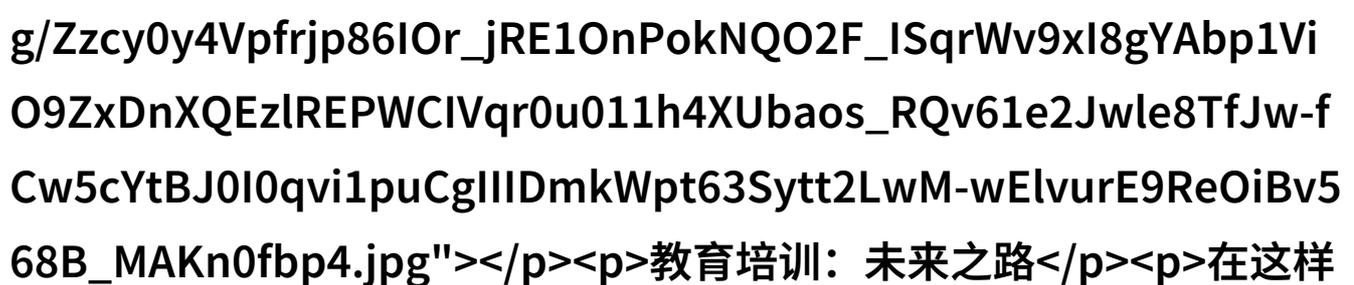 g/Zzcy0y4Vpfrjp86IOr_jRE1OnPokNQO2F_ISqrWv9xI8gYAbp1Vi
O9ZxDnXQEzlREPWCIVqr0u011h4XUbaos_RQv61e2Jwle8TfJw-f
Cw5cYtBJ0I0qvi1puCgIIIDmkWpt63Sytt2LwM-wElvurE9ReOiBv5
68B_MAKn0fbp4.jpg"></p><p>教育培训：未来之路</p><p>在这样